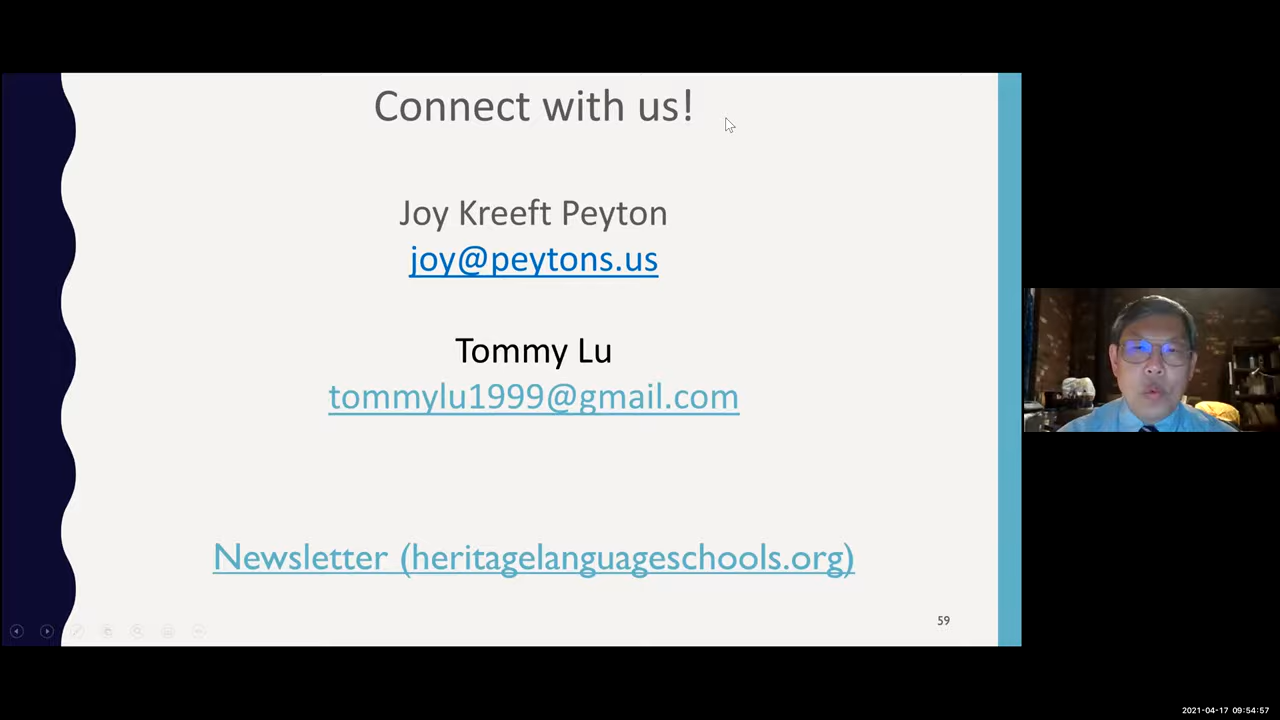 Connect with us!
Joy Kreeft Peyton
joy@peytons.us
Tommy Lu
tommylu1999@gmail.com
Newsletter (heritagelanguageschools.org)
59
2021-04-17 09:54:57